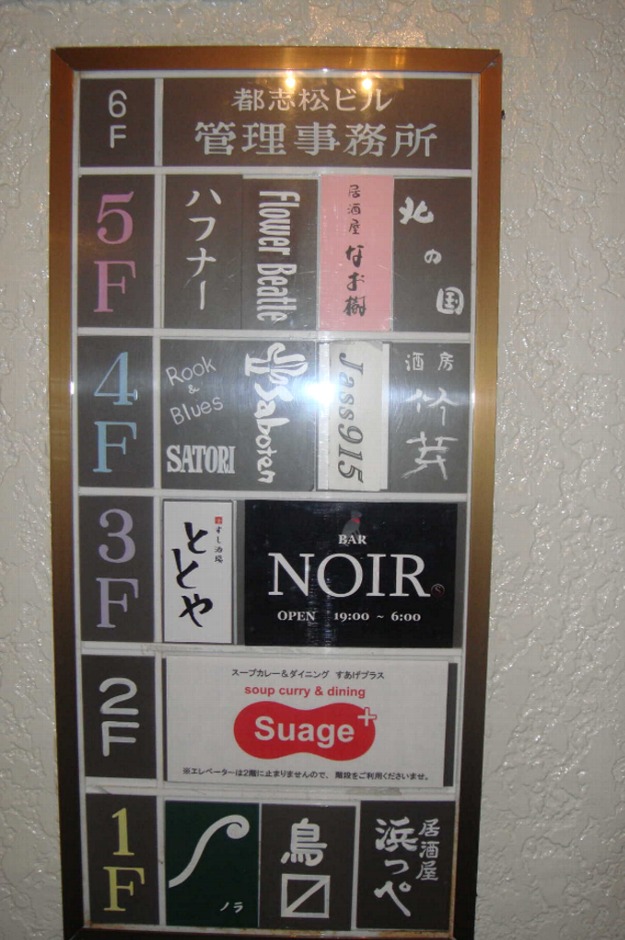 6F
都志松ビル
管理事務所
5F
ハフナー
Flower Beatle
居酒屋 なお樹
北の国
4F
Rook
&
Blues
SATORI
Saboten
Jass915
酒房
竹芸
3F
すし酒場
ととや
BAR
NOIR
OPEN 19:00 ~ 6:00
2F
スープカレー&ダイニング すあげプラス
soup curry & dining
Suage+
※エレベーターは2階に止まりませんので、階段をご利用くださいませ。
1F
ノラ
鳥〼
居酒屋
浜っぺ